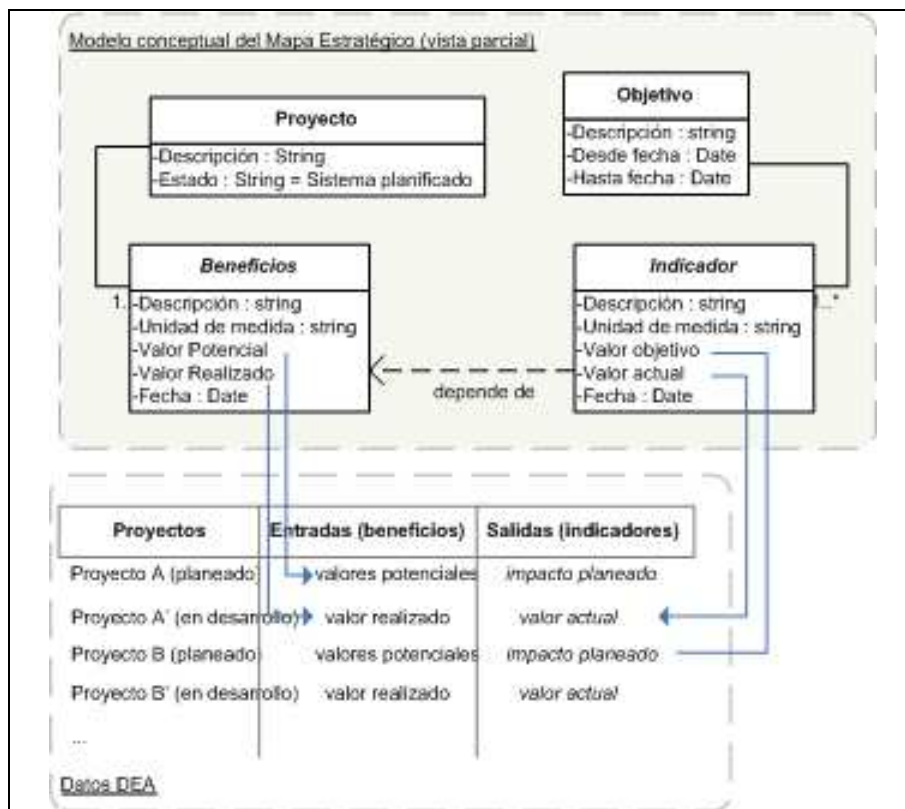 Modelo conceptual del Mapa Estratégico (vista parcial)
Proyecto
-Descripción : String
-Estado : String = Sistema planificado
Objetivo
-Descripción : string
-Desde fecha : Date
-Hasta fecha : Date
Beneficios
1..
-Descripción : string
-Unidad de medida : string
-Valor Potencial
-Valor Realizado
-Fecha : Date
depende de
Indicador
-Descripción : string
-Unidad de medida : string
-Valor objetivo
-Valor actual
-Fecha : Date
Proyectos Entradas (beneficios) Salidas (indicadores)
Proyecto A (planeado) valores potenciales impacto planeado
Proyecto A' (en desarrollo) valor realizado valor actual
Proyecto B (planeado) valores potenciales impacto planeado
Proyecto B' (en desarrollo) valor realizado valor actual
...
Datos DEA